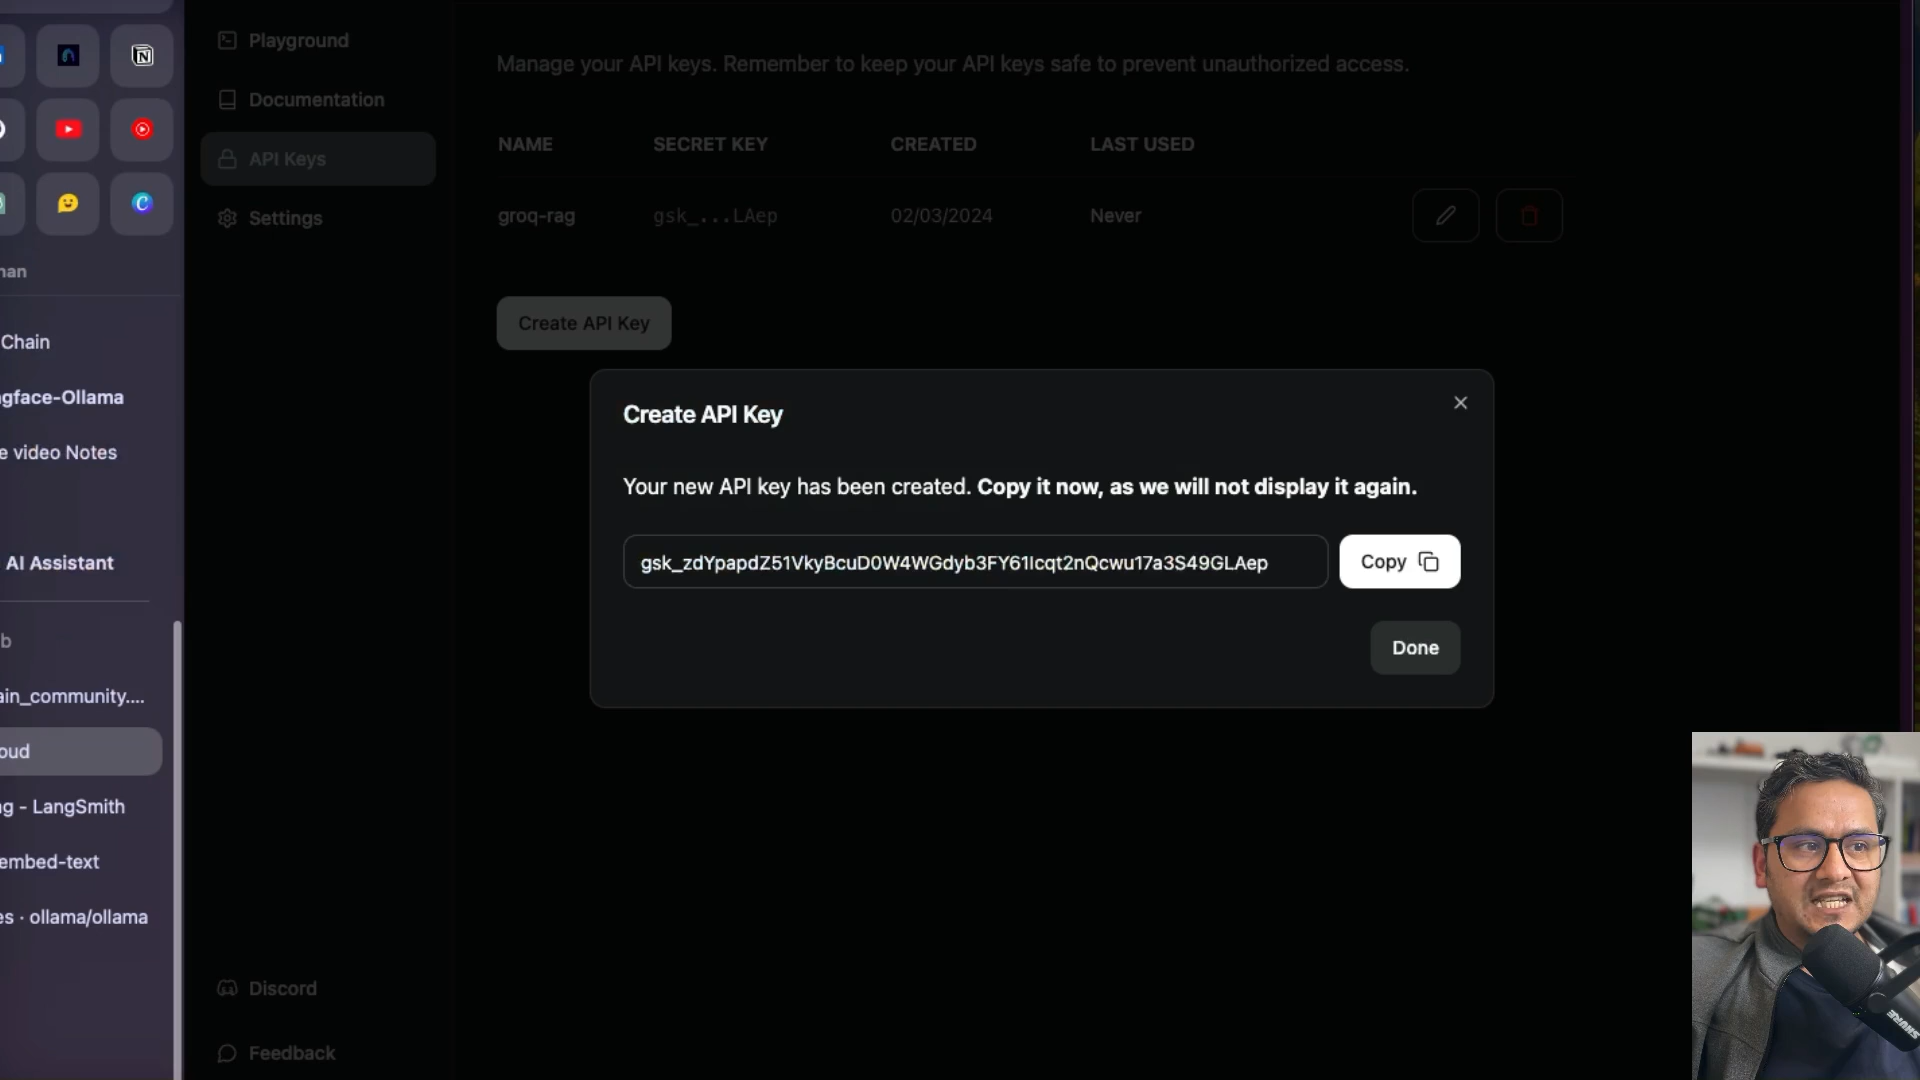 Playground
Documentation
API Keys
Settings
Manage your API keys. Remember to keep your API keys safe to prevent unauthorized access.
NAME SECRET KEY CREATED LAST USED
groq-rag gsk_...LAep 02/03/2024 Never
Create API Key
Create API Key
Your new API key has been created. Copy it now, as we will not display it again.
Copy
Done
han
Chain
gface-Ollama
e video Notes
AI Assistant
b
ain_community....
oud
g - LangSmith
embed-text
es · ollama/ollama
Discord
Feedback
SHURE